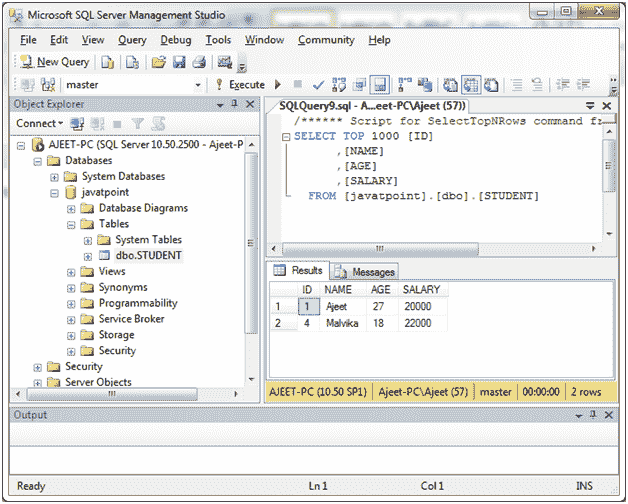 Microsoft SQL Server Management Studio
File Edit View Query Debug Tools Window Community Help
New Query
master Execute
Object Explorer
Connect
AJEET-PC (SQL Server 10.50.2500 - Ajeet-P
Databases
System Databases
javatpoint
Database Diagrams
Tables
System Tables
dbo.STUDENT
Views
Synonyms
Programmability
Service Broker
Storage
Security
Security
Server Objects
SQLQuery9.sql - A...eet-PC\Ajeet (57))
/****** Script for SelectTopNRows command f
SELECT TOP 1000 [ID]
,[NAME]
,[AGE]
,[SALARY]
FROM [javatpoint].[dbo].[STUDENT]
Results Messages
ID NAME AGE SALARY
1 1 Ajeet 27 20000
2 4 Malvika 18 22000
AJEET-PC (10.50 SP1) AJEET-PC\Ajeet (57) master 00:00:00 2 rows
Output
Ready Ln 1 Col 1 INS